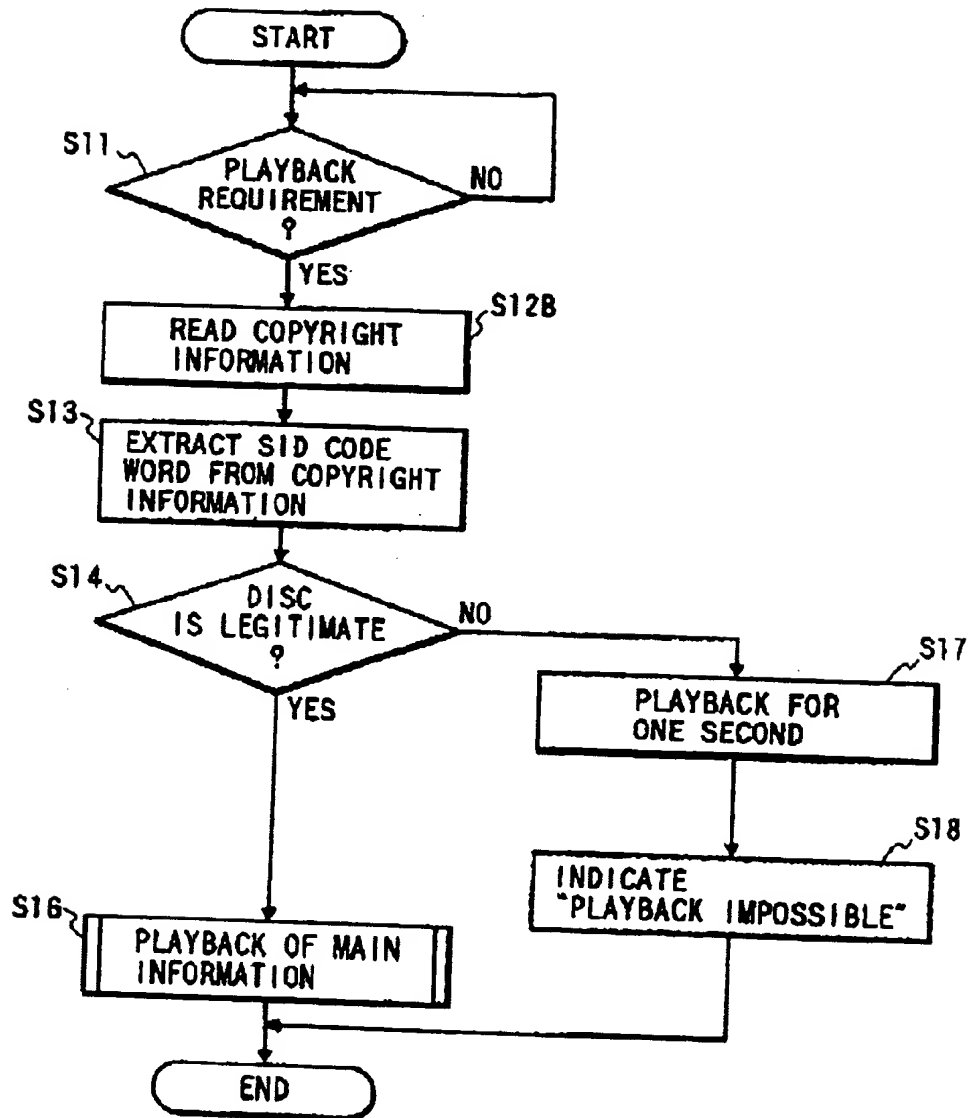 START
S11
PLAYBACK
REQUIREMENT
?
NO
YES
S12B
READ COPYRIGHT
INFORMATION
S13
EXTRACT SID CODE
WORD FROM COPYRIGHT
INFORMATION
S14
DISC
IS LEGITIMATE
?
NO
YES
S17
PLAYBACK FOR
ONE SECOND
S18
INDICATE
"PLAYBACK IMPOSSIBLE"
S16
PLAYBACK OF MAIN
INFORMATION
END